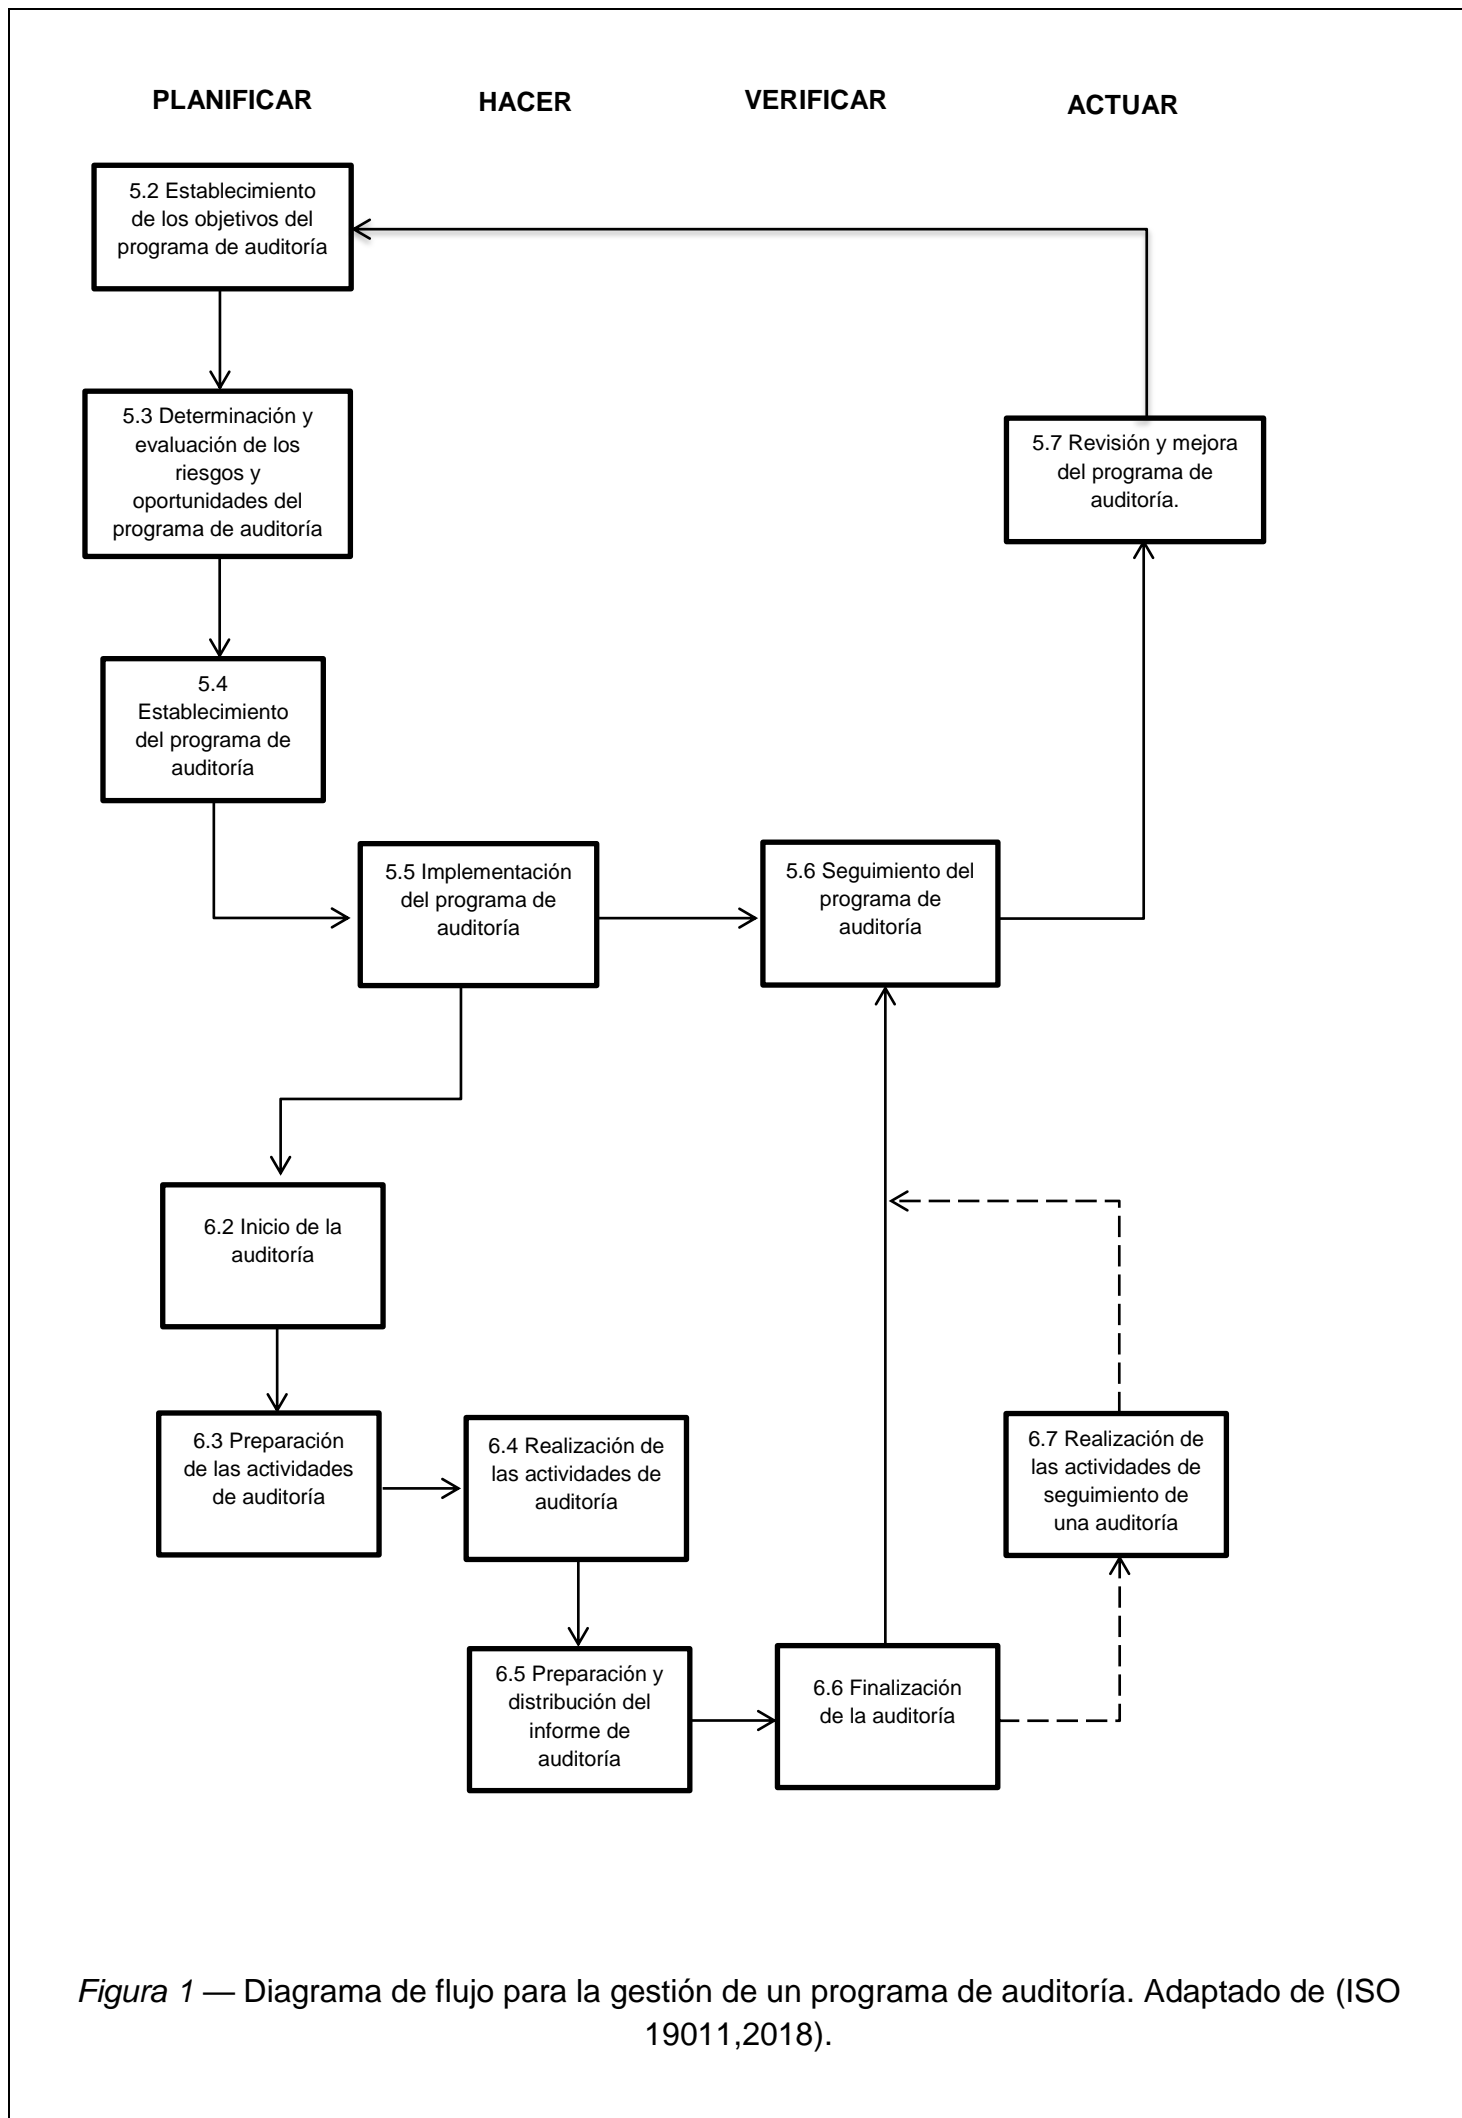 PLANIFICAR
HACER
VERIFICAR
ACTUAR
5.2 Establecimiento
de los objetivos del
programa de auditoría
5.3 Determinación y
evaluación de los
riesgos y
oportunidades del
programa de auditoría
5.7 Revisión y mejora
del programa de
auditoría.
5.4
Establecimiento
del programa de
auditoría
5.5 Implementación
del programa de
auditoría
5.6 Seguimiento del
programa de
auditoría
6.2 Inicio de la
auditoría
6.3 Preparación
de las actividades
de auditoría
6.4 Realización de
las actividades de
auditoría
6.7 Realización de
las actividades de
seguimiento de
una auditoría
6.5 Preparación y
distribución del
informe de
auditoría
6.6 Finalización
de la auditoría
Figura 1 — Diagrama de flujo para la gestión de un programa de auditoría. Adaptado de (ISO
19011,2018).